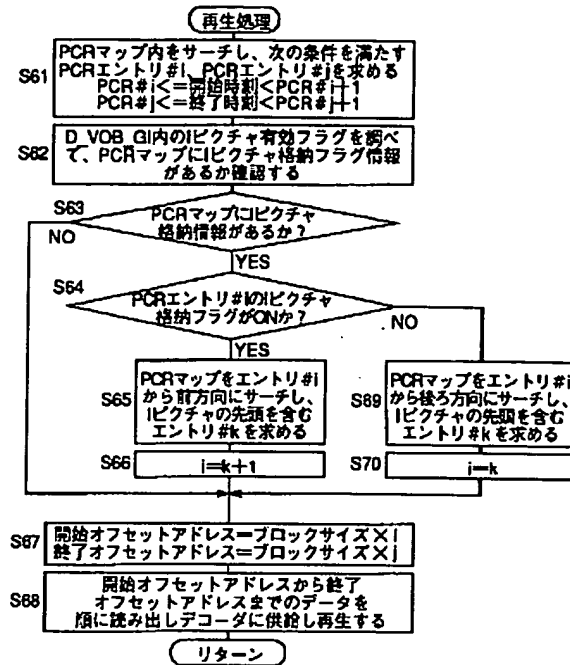 再生処理
S61
PCRマップ内をサーチし、次の条件を満たす
PCRエントリ#i、PCRエントリ#jを求める
PCR#i<=開始時刻<PCR#i+1
PCR#j<=終了時刻<PCR#j+1
S62
D_VOB_GI内のIピクチャ有効フラグを調べ
て、PCRマップにIピクチャ格納フラグ情報
があるか確認する
S63
PCRマップにIピクチャ
格納情報があるか?
NO
YES
S64
PCRエントリ#iのIピクチャ
格納フラグがONか?
NO
YES
S65
PCRマップをエントリ#i
から前方向にサーチし、
Iピクチャの先頭を含む
エントリ#kを求める
S69
PCRマップをエントリ#i
から後ろ方向にサーチし、
Iピクチャの先頭を含む
エントリ#kを求める
S66
i=k+1
S70
i=k
S67
開始オフセットアドレス=ブロックサイズ×i
終了オフセットアドレス=ブロックサイズ×j
S68
開始オフセットアドレスから終了
オフセットアドレスまでのデータを
順に読み出しデコーダに供給し再生する
リターン